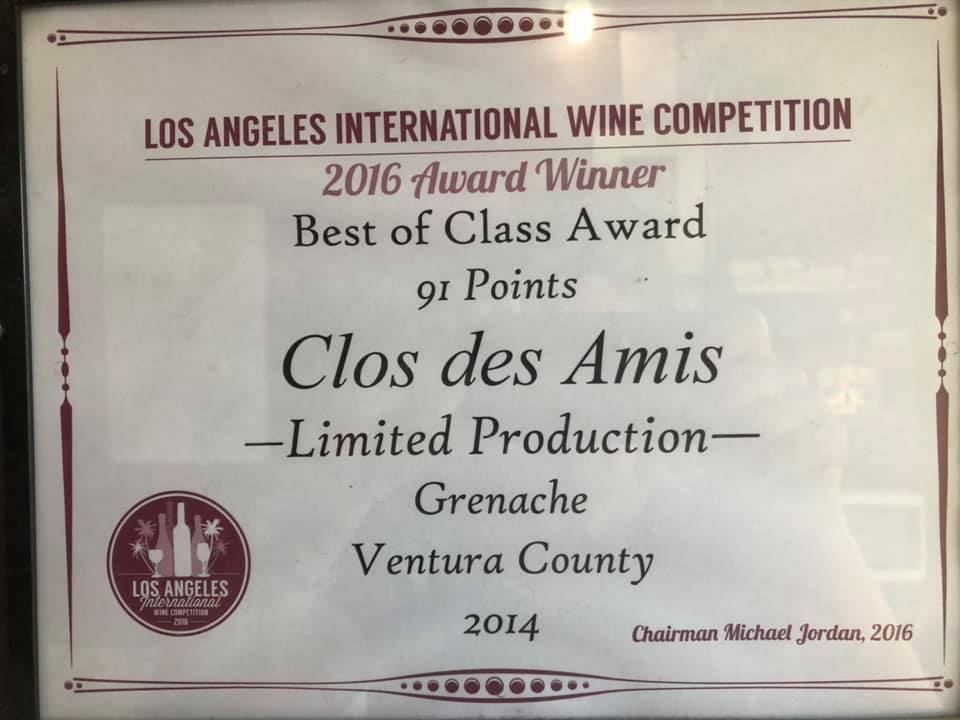 LOS ANGELES INTERNATIONAL WINE COMPETITION
2016 Award Winner
Best of Class Award
91 Points
Clos des Amis
—Limited Production—
Grenache
Ventura County
2014
LOS ANGELES
International
WINE COMPETITION
2016
Chairman Michael Jordan, 2016